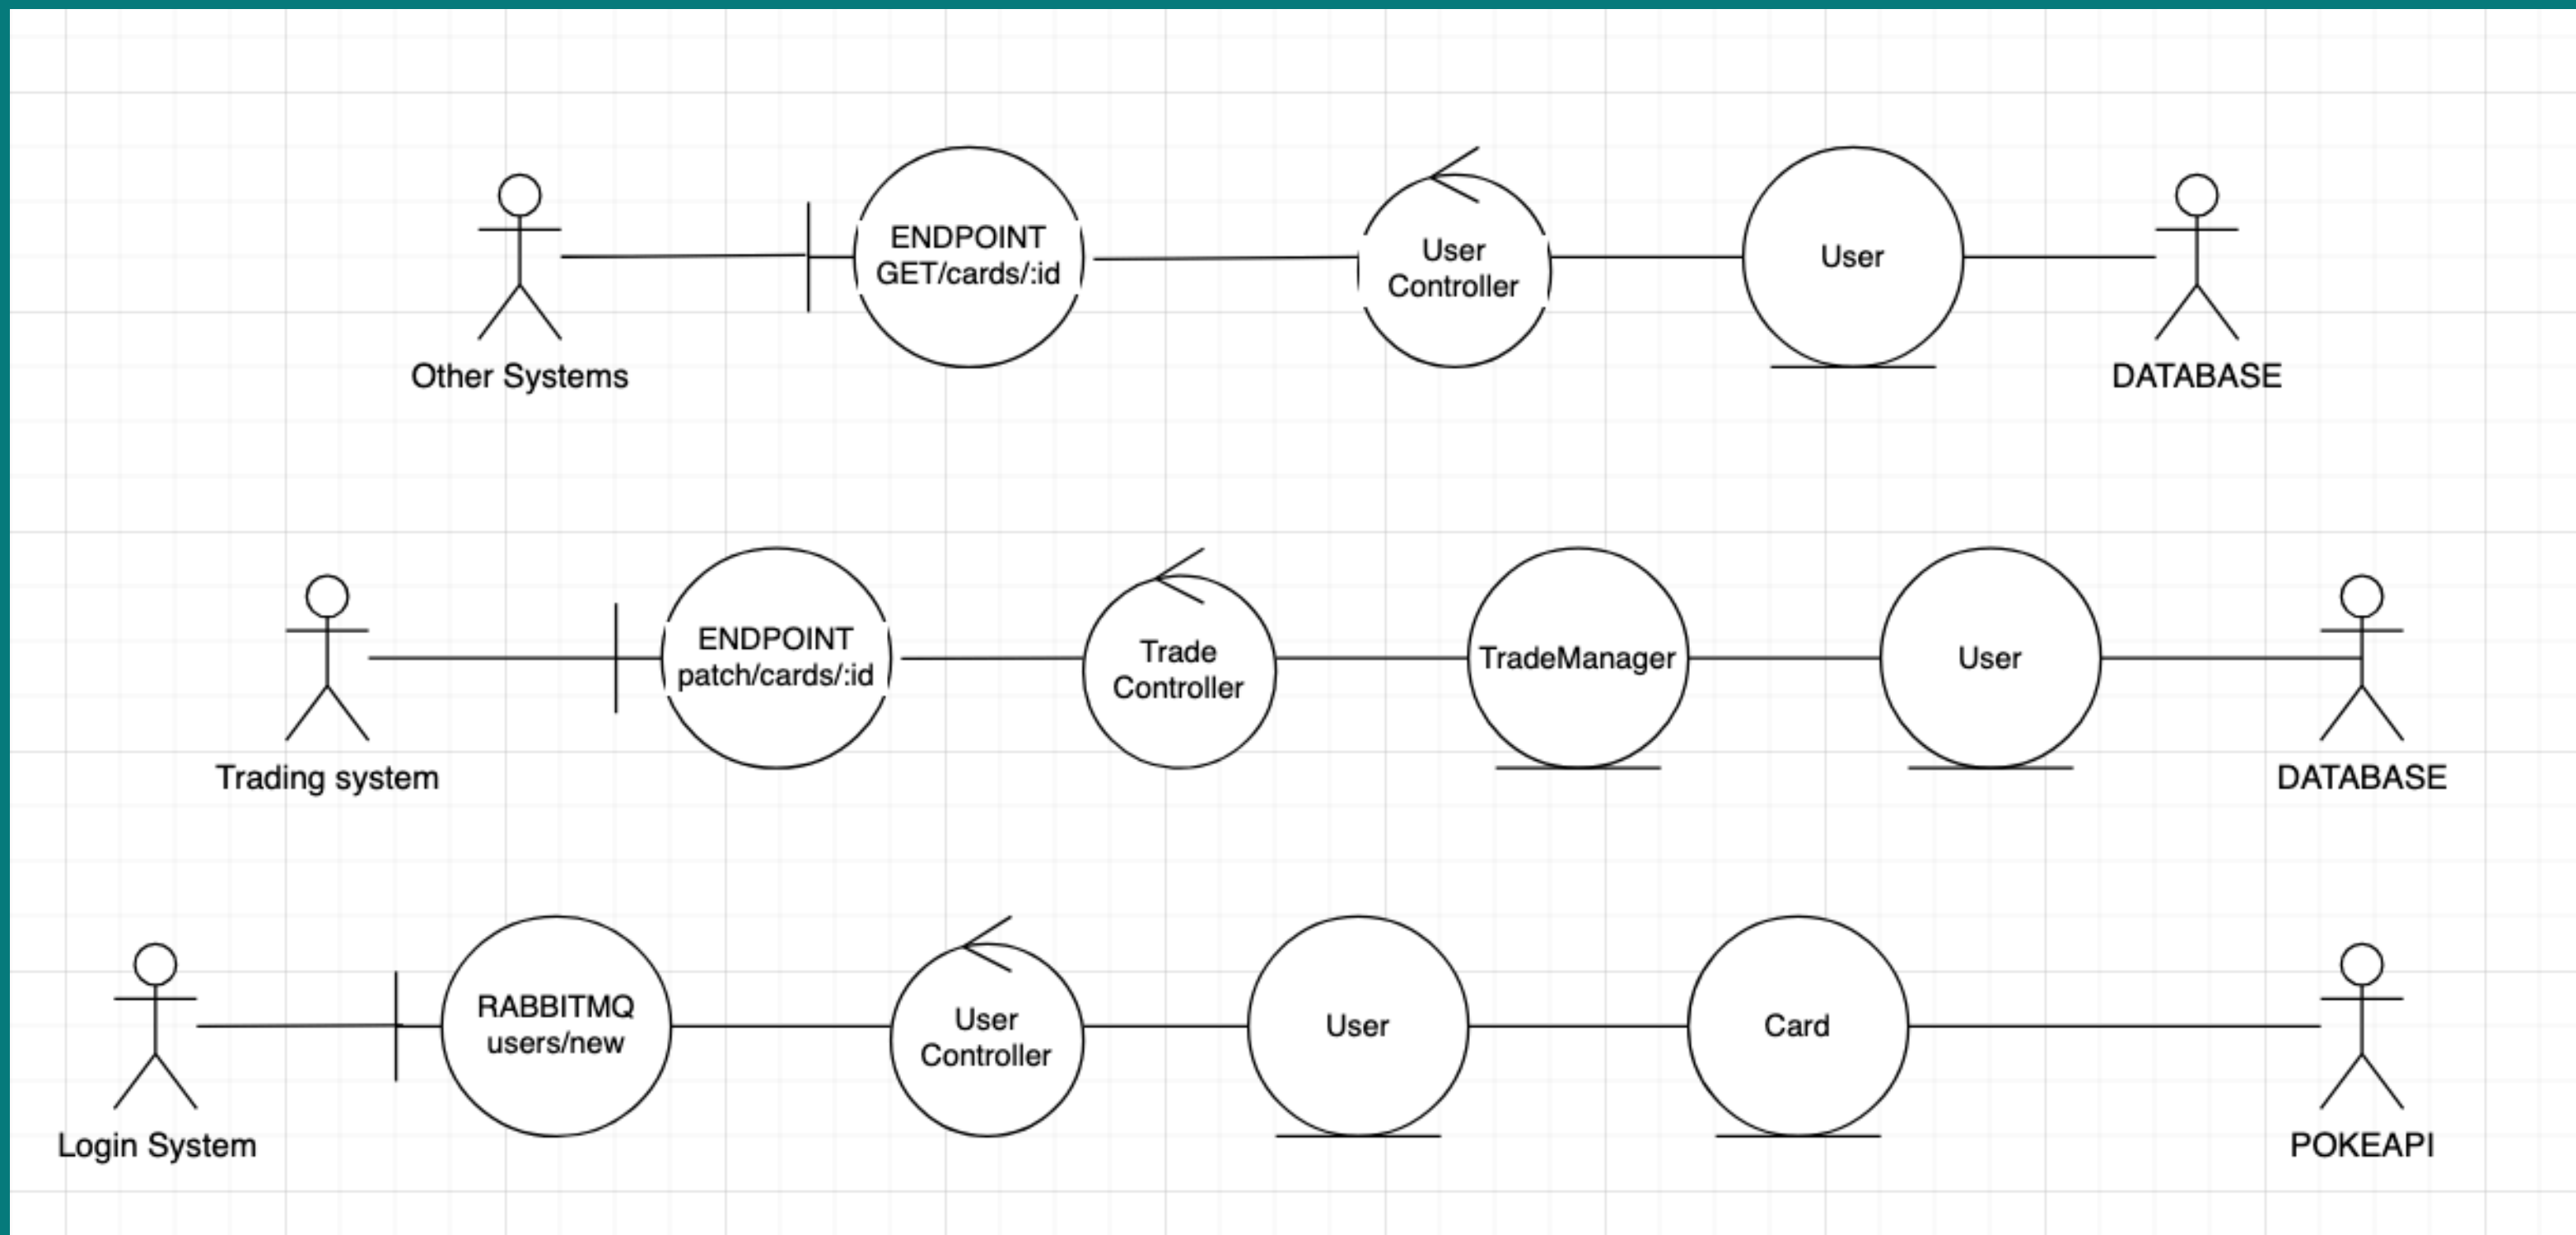 ENDPOINT
GET/cards/:id
User
Controller
User
Other Systems
DATABASE
ENDPOINT
patch/cards/:id
Trade
Controller
TradeManager
User
Trading system
DATABASE
RABBITMQ
users/new
User
Controller
User
Card
Login System
POKEAPI